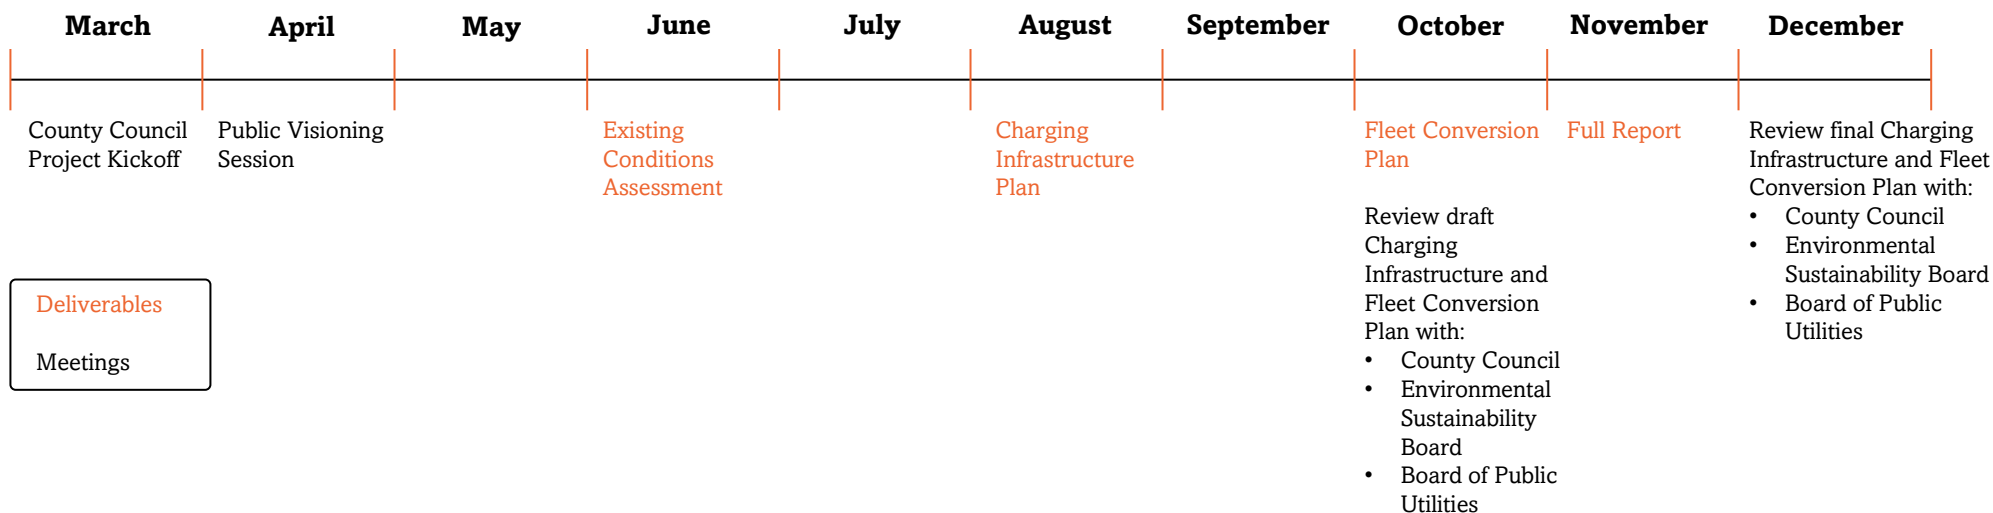 March April May June July August September October November December
County Council
Project Kickoff
Public Visioning
Session
Existing
Conditions
Assessment
Charging
Infrastructure
Plan
Fleet Conversion
Plan
Review draft
Charging
Infrastructure and
Fleet Conversion
Plan with:
• County Council
• Environmental
Sustainability
Board
• Board of Public
Utilities
Full Report
Review final Charging
Infrastructure and Fleet
Conversion Plan with:
• County Council
• Environmental
Sustainability Board
• Board of Public
Utilities
Deliverables
Meetings